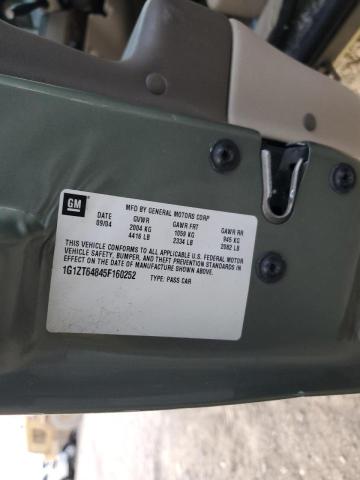 GM
MFD BY GENERAL MOTORS CORP
DATE GVWR GAWR FRT GAWR RR
09/04 2004 KG 1059 KG 945 KG
4416 LB 2334 LB 2082 LB
THIS VEHICLE CONFORMS TO ALL APPLICABLE U.S. FEDERAL MOTOR
VEHICLE SAFETY, BUMPER, AND THEFT PREVENTION STANDARDS IN
EFFECT ON THE DATE OF MANUFACTURE SHOWN ABOVE.
1G1ZT64845F160252 TYPE: PASS CAR